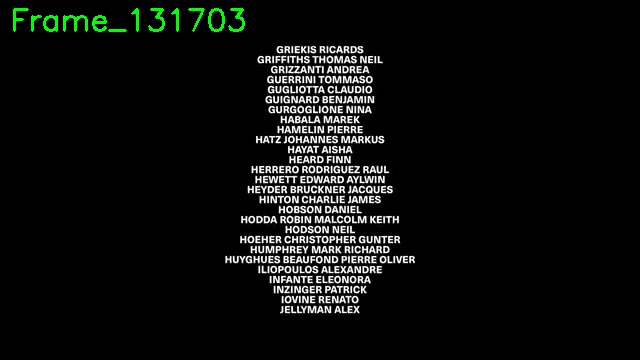 Frame_131703
GRIEKIS RICARDS
GRIFFITHS THOMAS NEIL
GRIZZANTI ANDREA
GUERRINI TOMMASO
GUGLIOTTA CLAUDIO
GUIGNARD BENJAMIN
GURGOGLIONE NINA
HABALA MAREK
HAMELIN PIERRE
HATZ JOHANNES MARKUS
HAYAT AISHA
HEARD FINN
HERRERO RODRIGUEZ RAUL
HEWETT EDWARD AYLWIN
HEYDER BRUCKNER JACQUES
HINTON CHARLIE JAMES
HOBSON DANIEL
HODDA ROBIN MALCOLM KEITH
HODSON NEIL
HOEHER CHRISTOPHER GUNTER
HUMPHREY MARK RICHARD
HUYGHUES BEAUFOND PIERRE OLIVER
ILIOPOULOS ALEXANDRE
INFANTE ELEONORA
INZINGER PATRICK
IOVINE RENATO
JELLYMAN ALEX